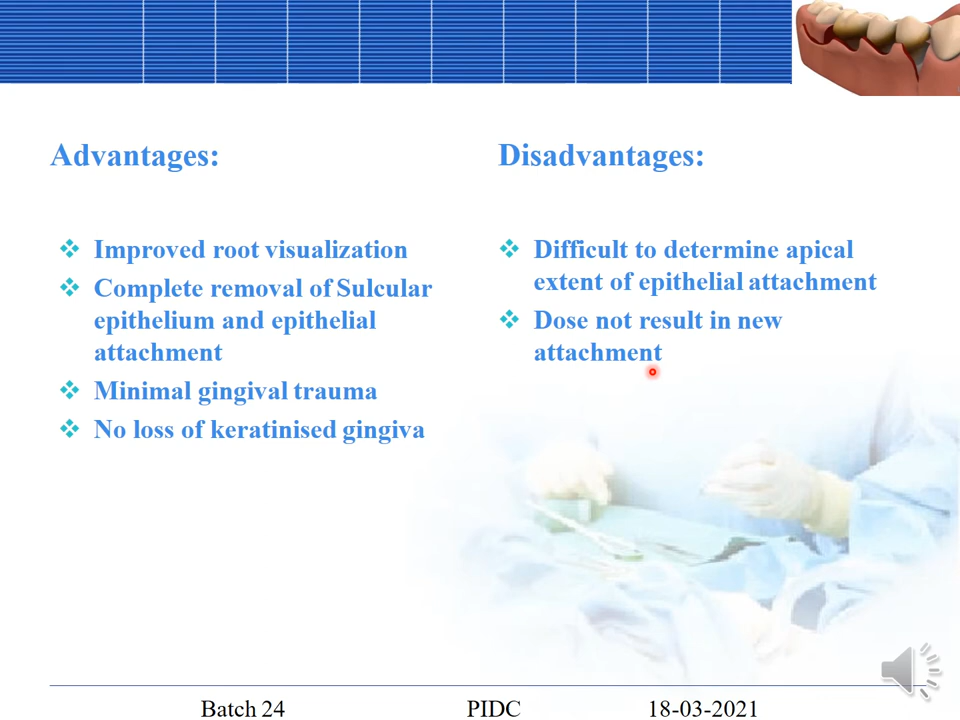 Advantages:
Improved root visualization
Complete removal of Sulcular
epithelium and epithelial
attachment
Minimal gingival trauma
No loss of keratinised gingiva
Disadvantages:
Difficult to determine apical
extent of epithelial attachment
Dose not result in new
attachment
Batch 24 PIDC 18-03-2021